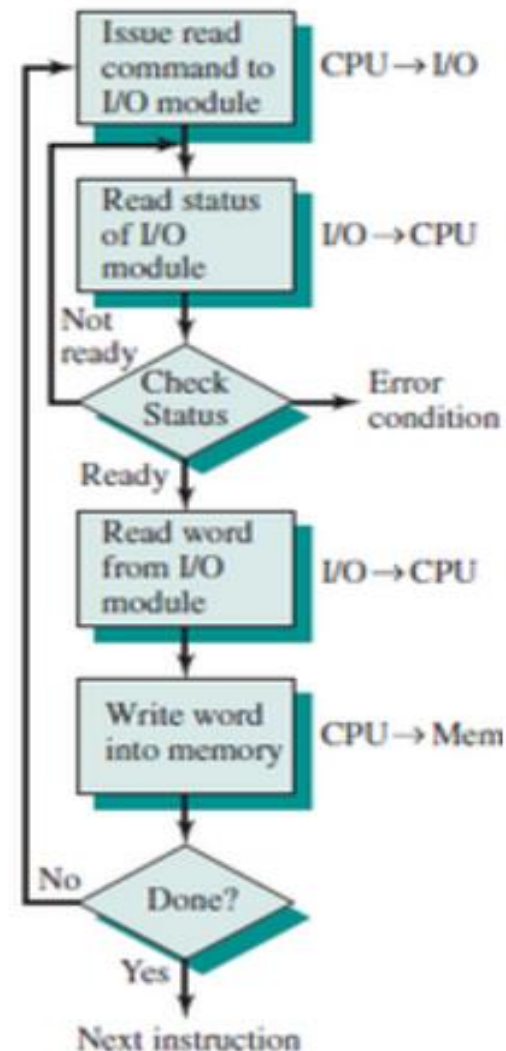 Issue read
command to
I/O module
CPU → I/O
Read status
of I/O
module
I/O → CPU
Not
ready
Check
Status
Error
condition
Ready
Read word
from I/O
module
I/O → CPU
Write word
into memory
CPU → Mem
No
Done?
Yes
Next instruction